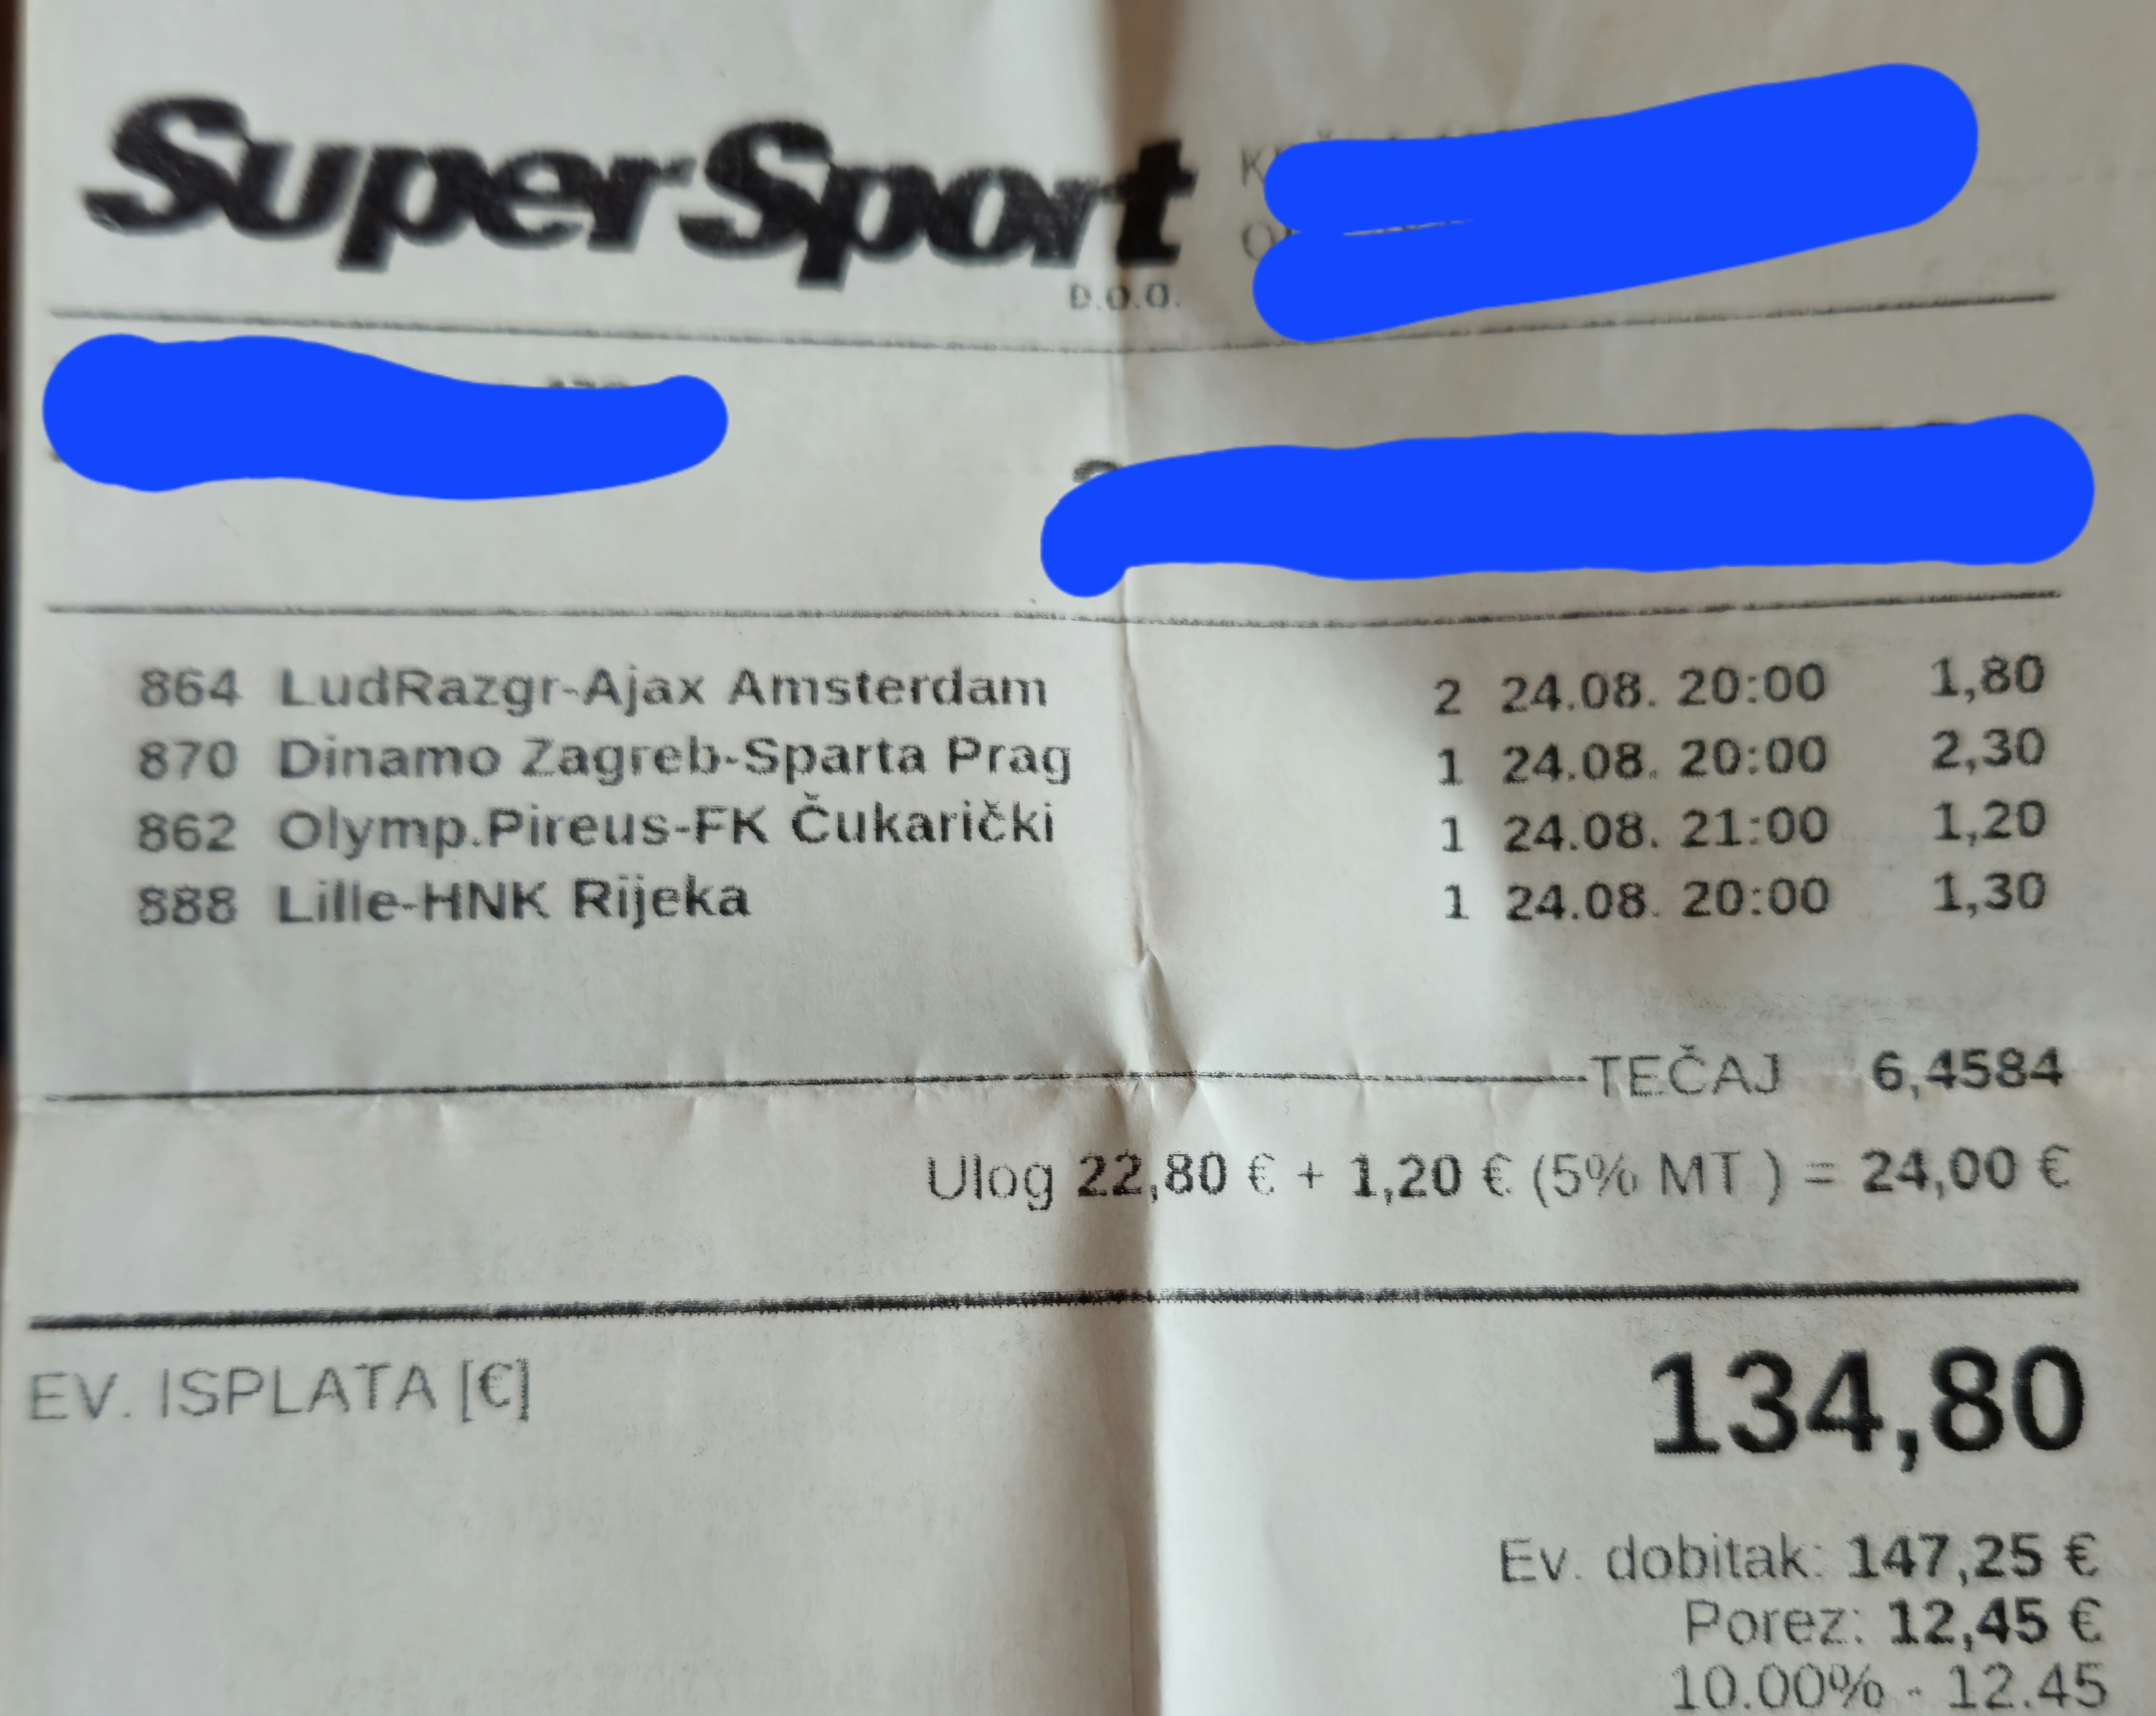 SuperSport
D.O.O.
864 LudRazgr-Ajax Amsterdam 2 24.08. 20:00 1,80
870 Dinamo Zagreb-Sparta Prag 1 24.08. 20:00 2,30
862 Olymp.Pireus-FK Čukarički 1 24.08. 21:00 1,20
888 Lille-HNK Rijeka 1 24.08. 20:00 1,30
TEČAJ 6,4584
Ulog 22,80 € + 1,20 € (5% MT ) = 24,00 €
EV. ISPLATA [€] 134,80
Ev. dobitak: 147,25 €
Porez: 12,45 €
10.00% - 12.45